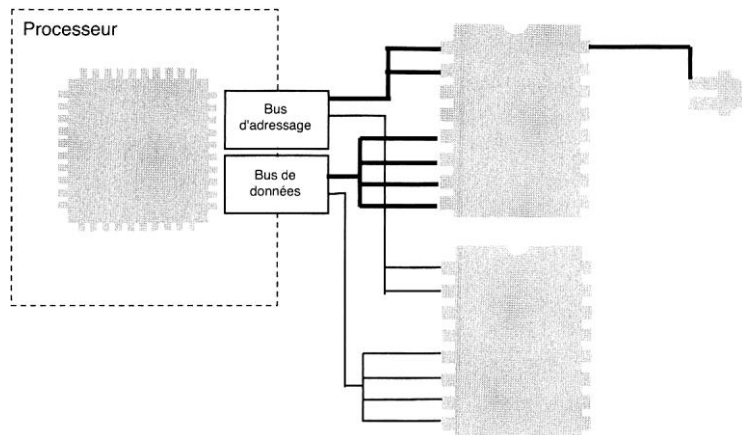 Processeur
Bus
d'adressage
Bus de
données